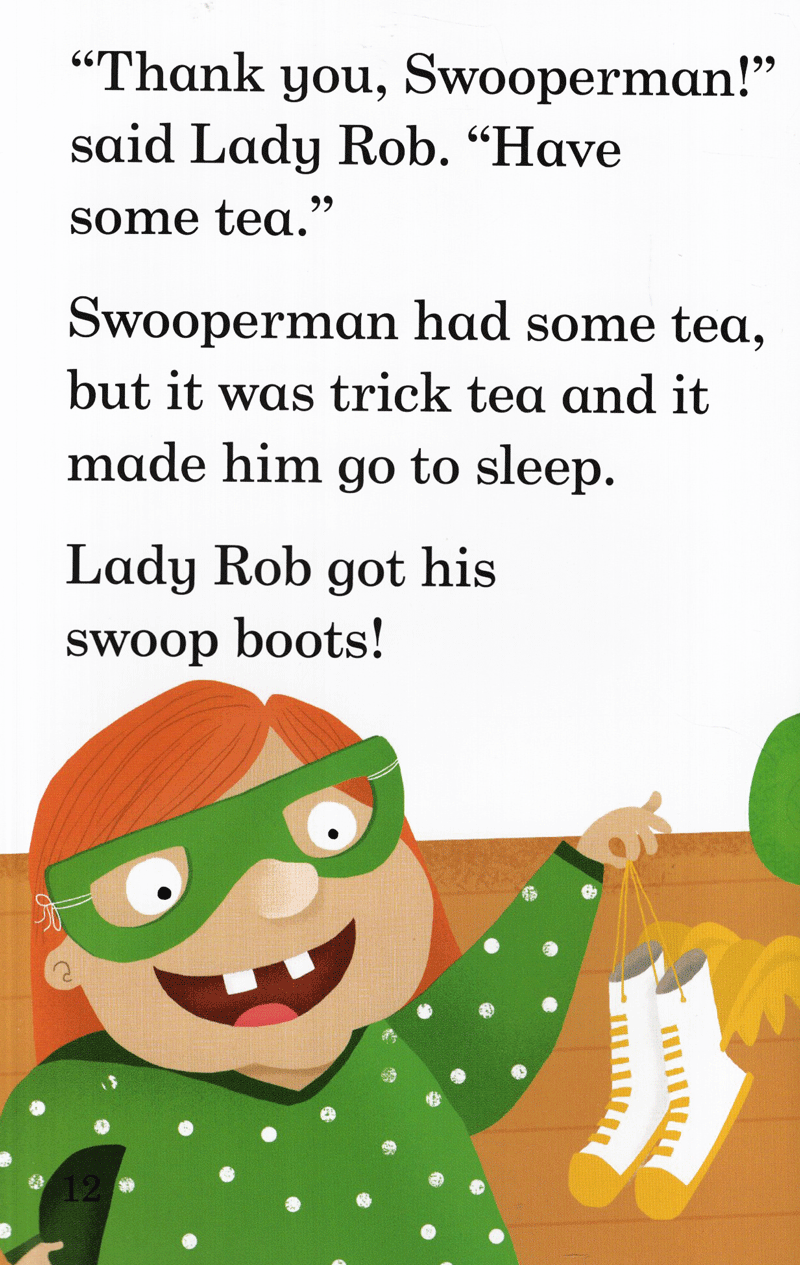 “Thank you, Swooperman!”
said Lady Rob. “Have
some tea.”
Swooperman had some tea,
but it was trick tea and it
made him go to sleep.
Lady Rob got his
swoop boots!
12